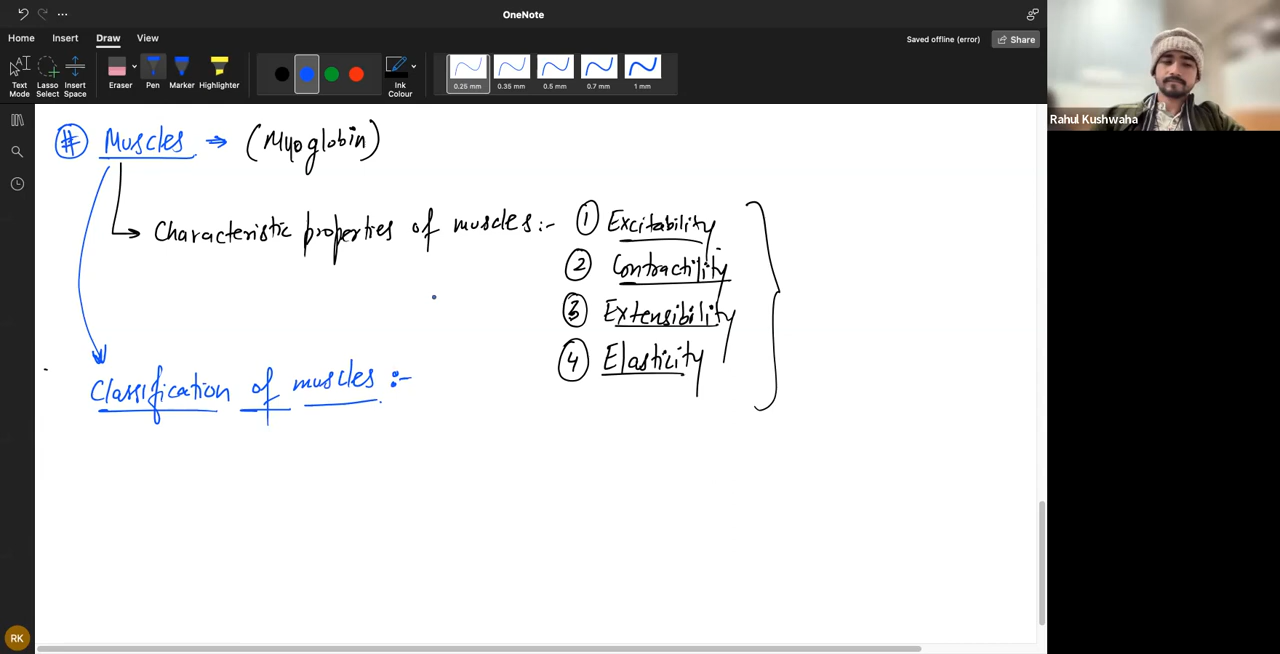 OneNote
Home Insert Draw View
Saved offline (error)
Share
Text Mode
Lasso Select
Insert Space
Eraser
Pen
Marker
Highlighter
Ink Colour
0.25 mm
0.35 mm
0.5 mm
0.7 mm
1 mm
Rahul Kushwaha
# Muscles → (Myoglobin)
Characteristic properties of muscles:- ① Excitability
② Contractility
③ Extensibility
④ Elasticity
Classification of muscles :-
RK